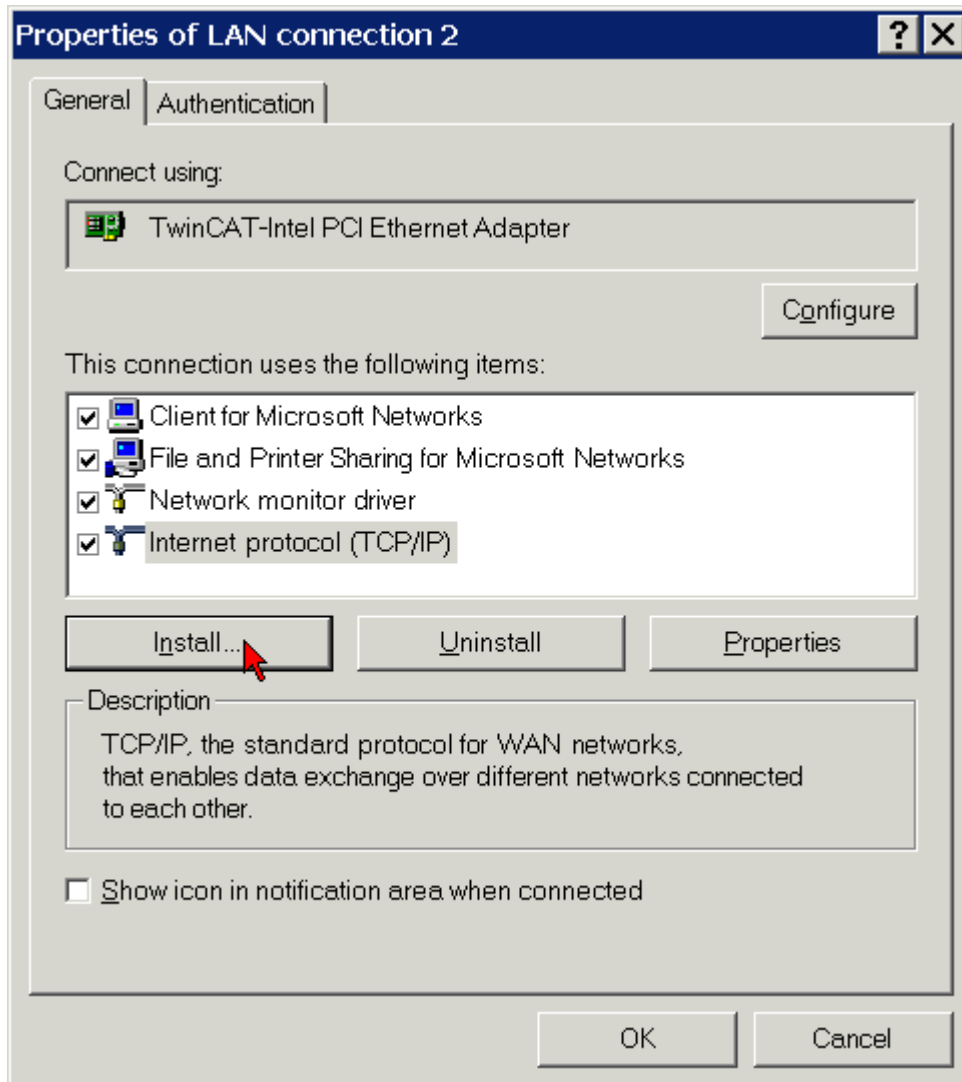 Properties of LAN connection 2
General
Authentication
Connect using:
TwinCAT-Intel PCI Ethernet Adapter
Configure
This connection uses the following items:
Client for Microsoft Networks
File and Printer Sharing for Microsoft Networks
Network monitor driver
Internet protocol (TCP/IP)
Install...
Uninstall
Properties
Description
TCP/IP, the standard protocol for WAN networks,
that enables data exchange over different networks connected
to each other.
Show icon in notification area when connected
OK
Cancel